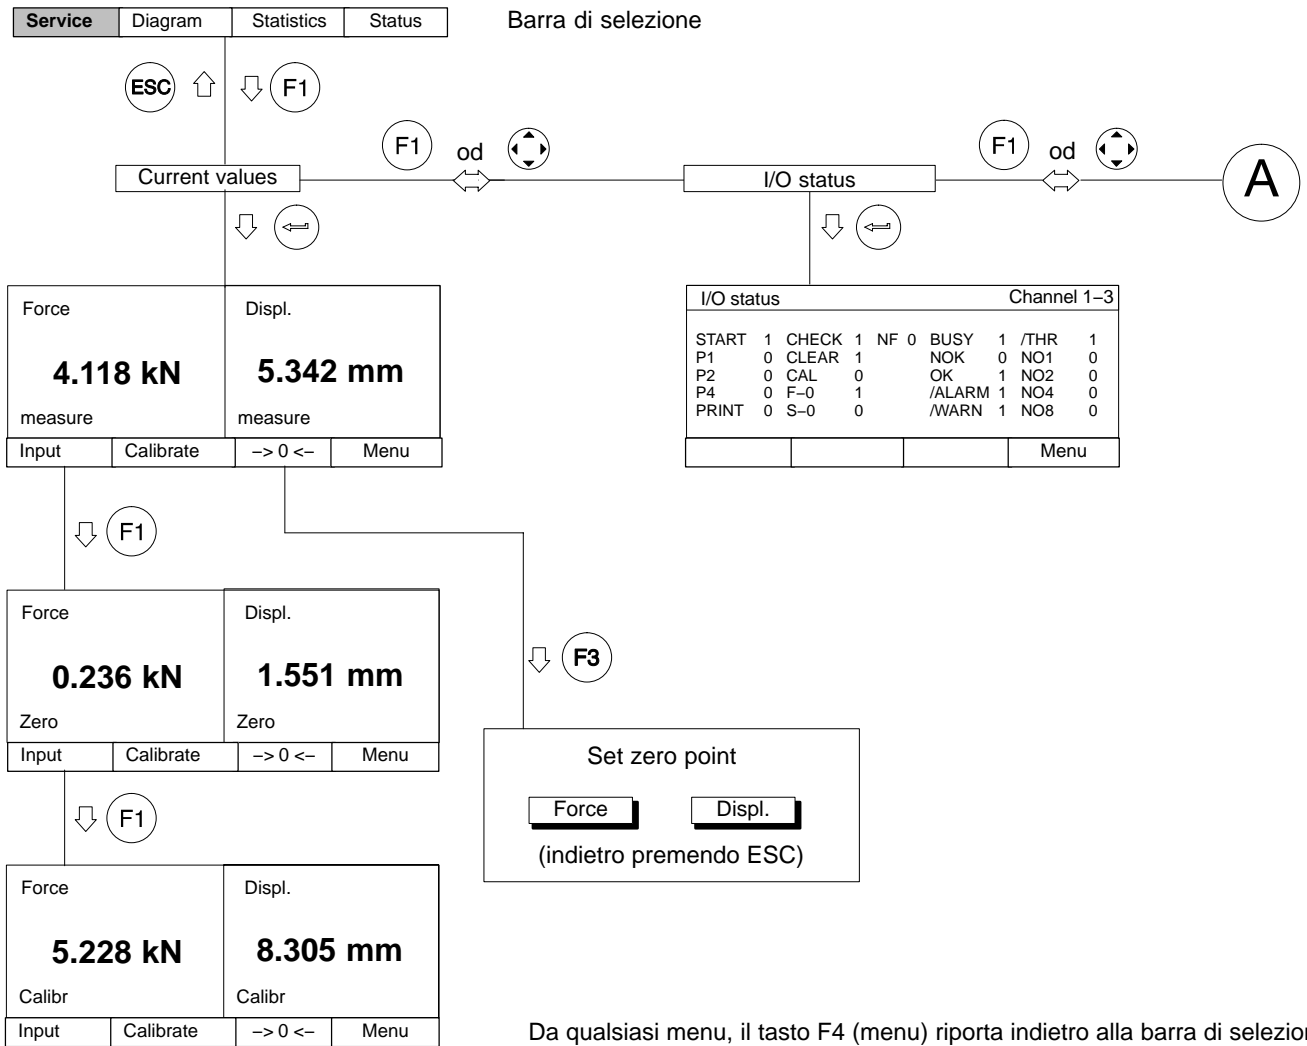 Service Diagram Statistics Status Barra di selezione
ESC F1
F1 od F1 od
Current values I/O status A
Force Displ.
4.118 kN 5.342 mm
measure measure
Input Calibrate –> 0 <– Menu
I/O status Channel 1–3
START 1 CHECK 1 NF 0 BUSY 1 /THR 1
P1 0 CLEAR 1 NOK 0 NO1 0
P2 0 CAL 0 OK 1 NO2 0
P4 0 F–0 1 /ALARM 1 NO4 0
PRINT 0 S–0 0 /WARN 1 NO8 0
Menu
F1
Force Displ.
0.236 kN 1.551 mm
Zero Zero
Input Calibrate –> 0 <– Menu
F3
Set zero point
Force Displ.
(indietro premendo ESC)
F1
Force Displ.
5.228 kN 8.305 mm
Calibr Calibr
Input Calibrate –> 0 <– Menu
Da qualsiasi menu, il tasto F4 (menu) riporta indietro alla barra di